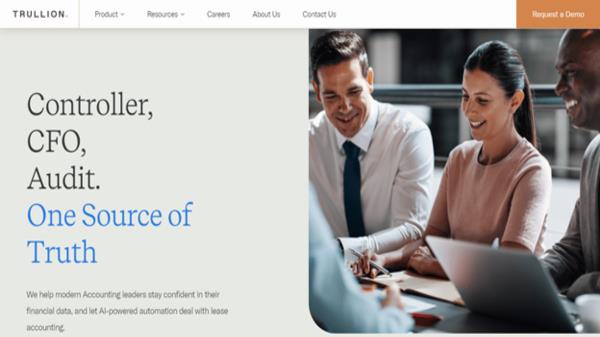 TRULLION.
Product
Resources
Careers
About Us
Contact Us
Request a Demo
Controller,
CFO,
Audit.
One Source of
Truth
We help modern Accounting leaders stay confident in their
financial data, and let AI-powered automation deal with lease
accounting.